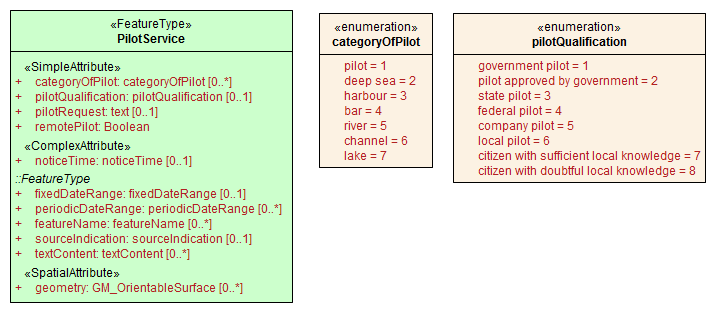 «FeatureType»
PilotService
«SimpleAttribute»
+ categoryOfPilot: categoryOfPilot [0..*]
+ pilotQualification: pilotQualification [0..1]
+ pilotRequest: text [0..1]
+ remotePilot: Boolean
«ComplexAttribute»
+ noticeTime: noticeTime [0..1]
::FeatureType
+ fixedDateRange: fixedDateRange [0..1]
+ periodicDateRange: periodicDateRange [0..*]
+ featureName: featureName [0..*]
+ sourceIndication: sourceIndication [0..1]
+ textContent: textContent [0..*]
«SpatialAttribute»
+ geometry: GM_OrientableSurface [0..*]
«enumeration»
categoryOfPilot
pilot = 1
deep sea = 2
harbour = 3
bar = 4
river = 5
channel = 6
lake = 7
«enumeration»
pilotQualification
government pilot = 1
pilot approved by government = 2
state pilot = 3
federal pilot = 4
company pilot = 5
local pilot = 6
citizen with sufficient local knowledge = 7
citizen with doubtful local knowledge = 8